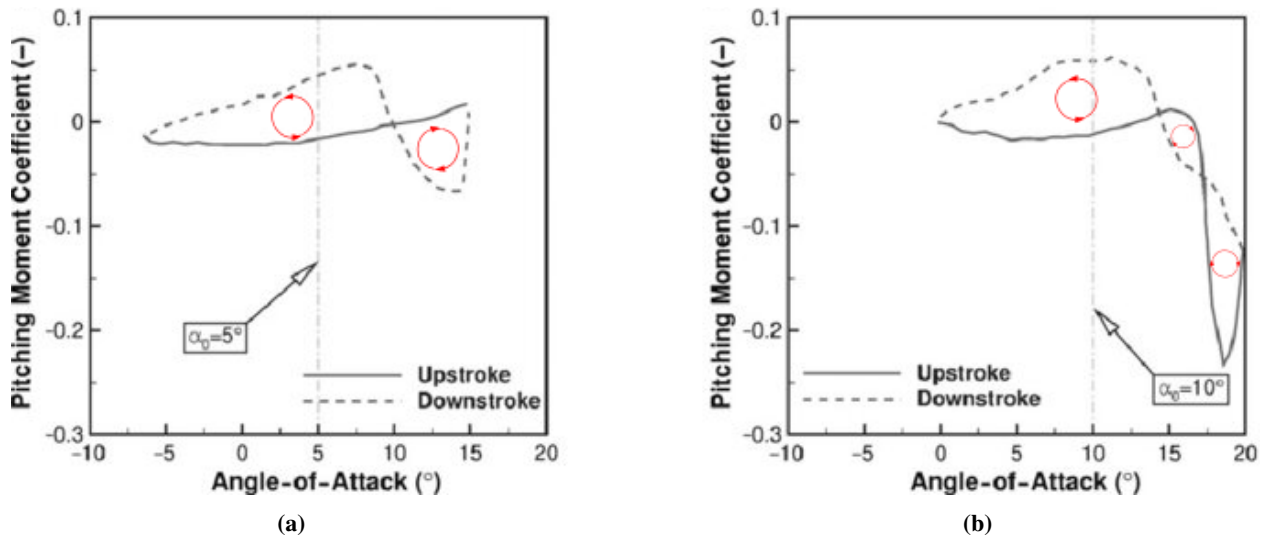 0.1
0
-0.1
-0.2
-0.3
Pitching Moment Coefficient (-)
α₀=5°
Upstroke
Downstroke
-10
-5
0
5
10
15
20
Angle-of-Attack (°)
(a)
0.1
0
-0.1
-0.2
-0.3
Pitching Moment Coefficient (-)
α₀=10°
Upstroke
Downstroke
-10
-5
0
5
10
15
20
Angle-of-Attack (°)
(b)